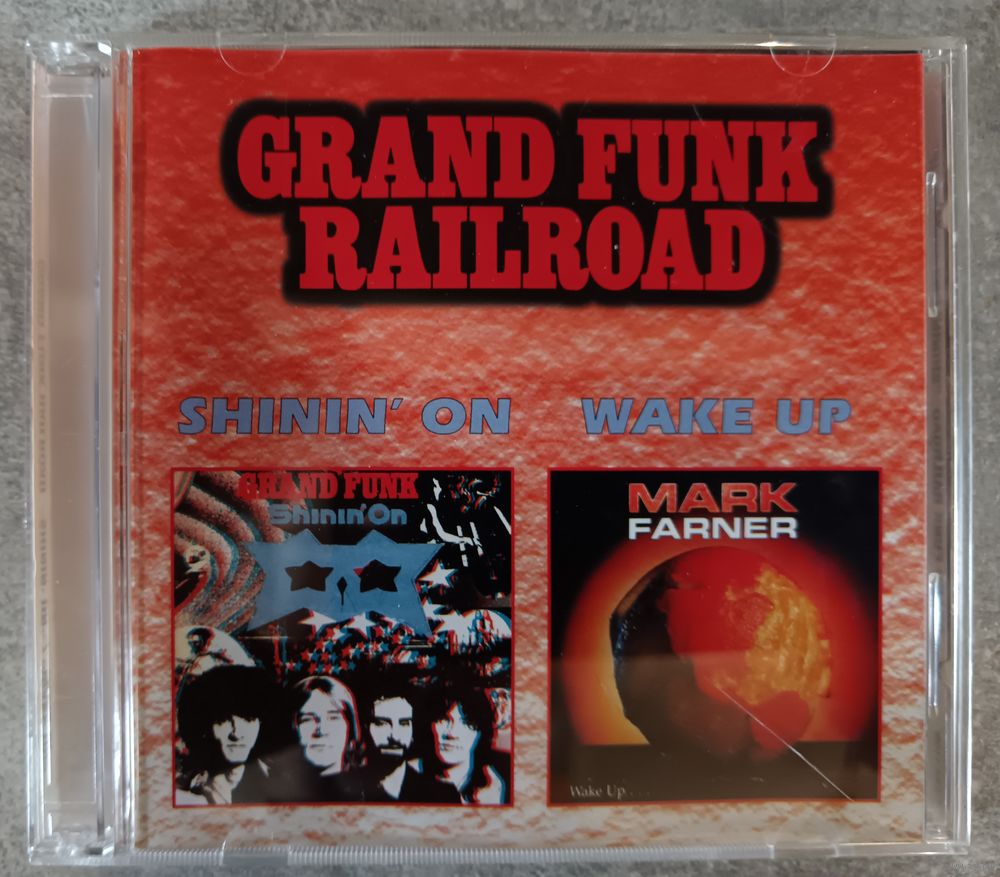 GRAND FUNK
RAILROAD
SHININ' ON
WAKE UP
GRAND FUNK
Shinin' On
MARK
FARNER
Wake Up. . . .